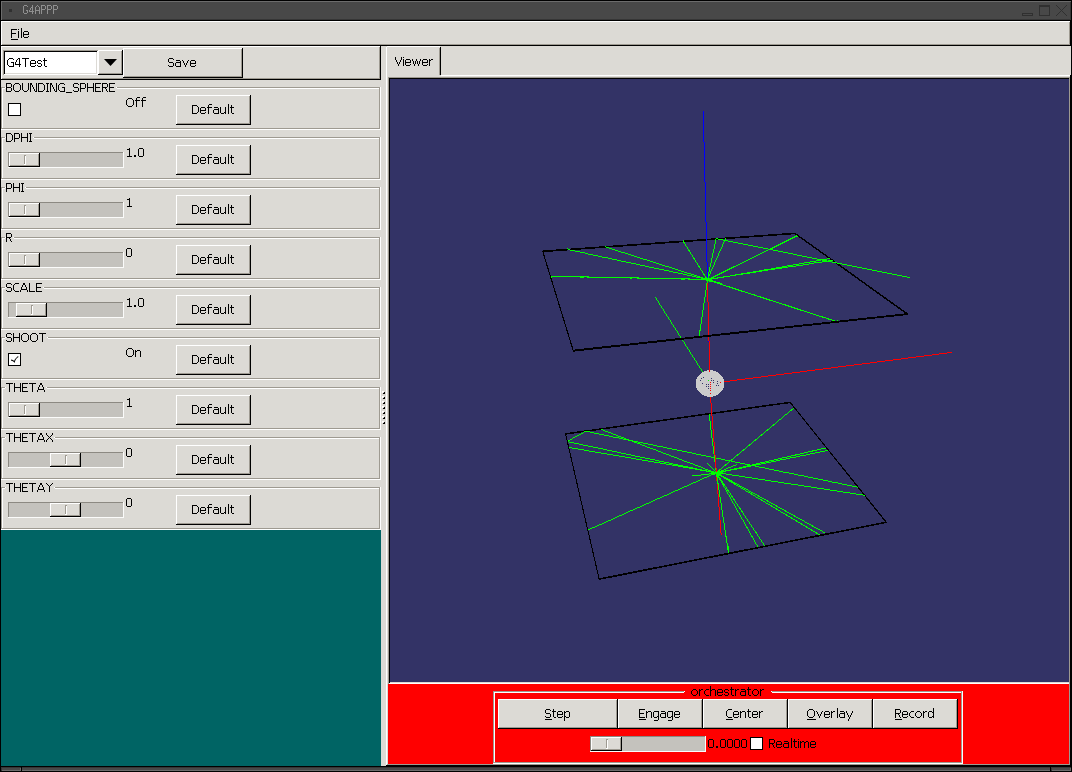 G4APPP
File
G4Test Save
Viewer
BOUNDING_SPHERE
Off Default
DPHI
1.0 Default
PHI
1 Default
R
0 Default
SCALE
1.0 Default
SHOOT
On Default
THETA
1 Default
THETAX
0 Default
THETAY
0 Default
orchestrator
Step Engage Center Overlay Record
0.0000 Realtime